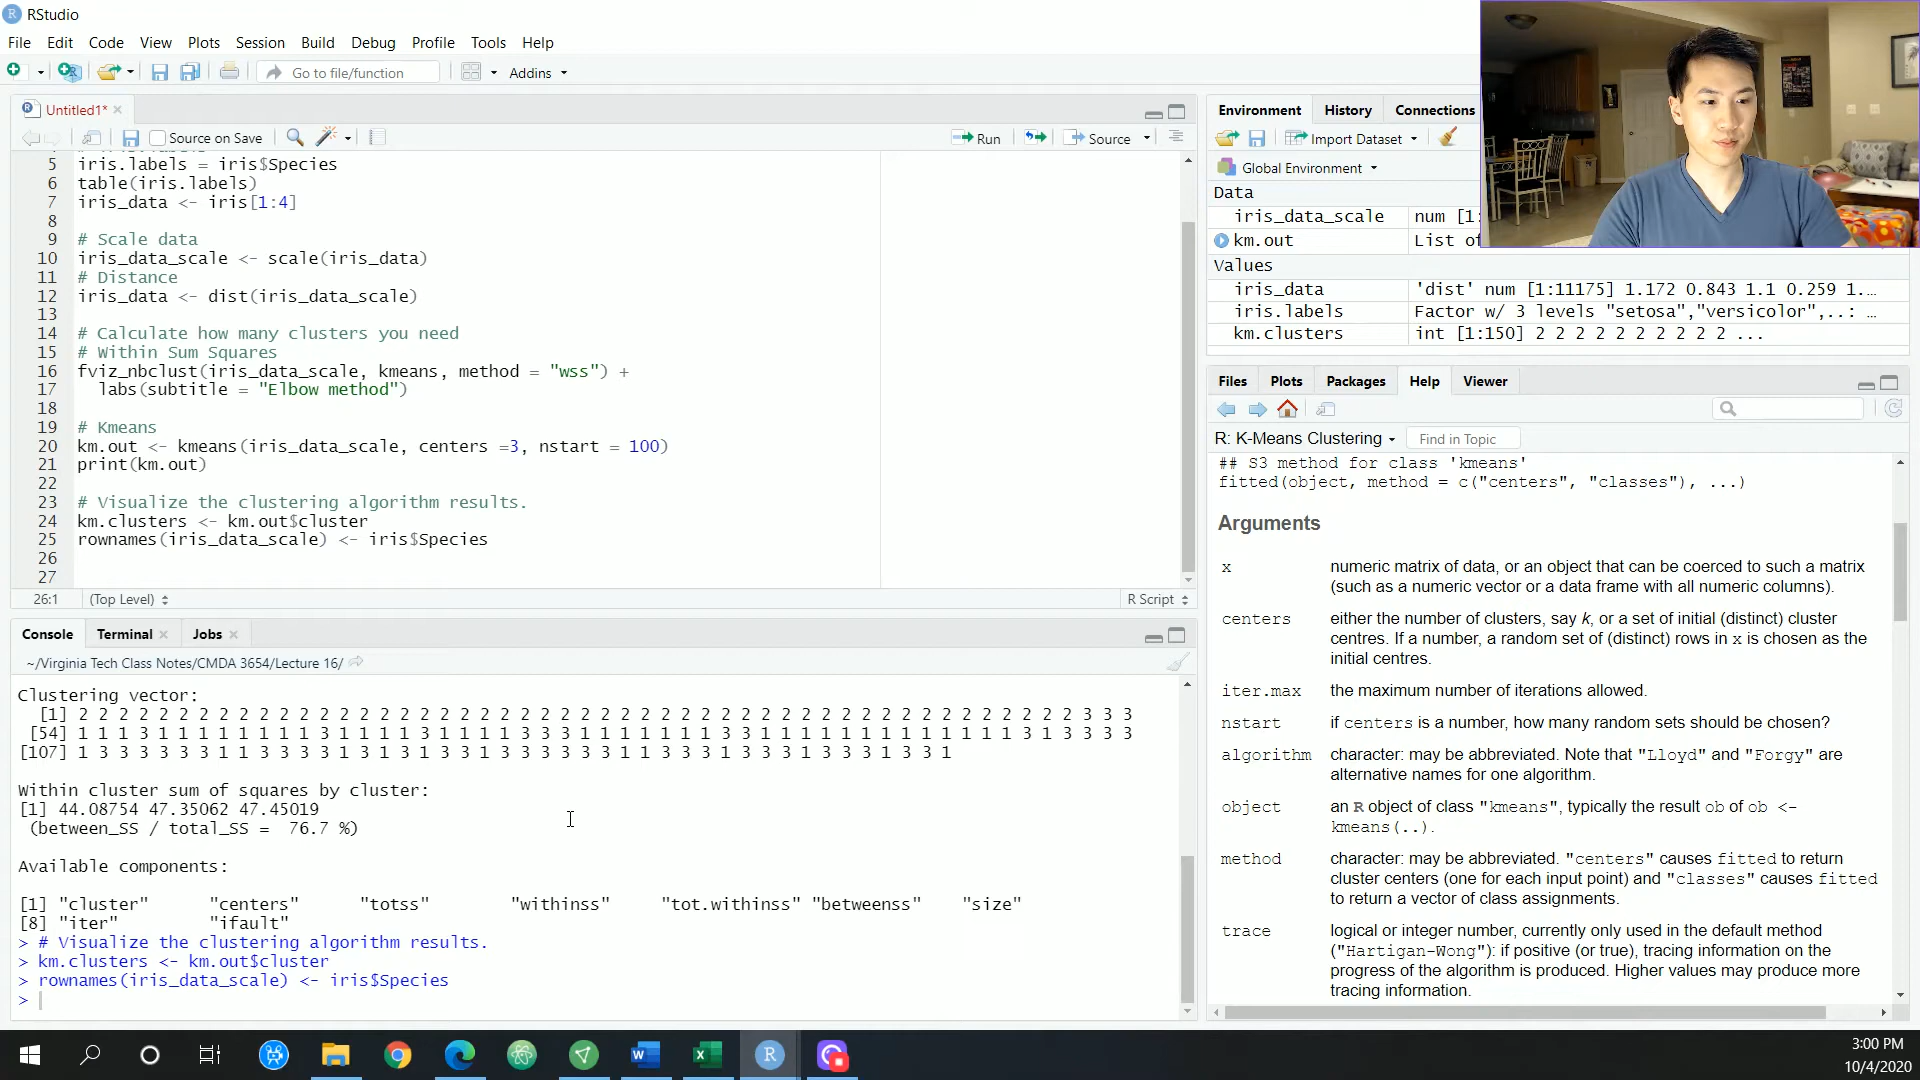 RStudio
File Edit Code View Plots Session Build Debug Profile Tools Help
Go to file/function Addins
Untitled1*
Source on Save Run Source
5 iris.labels = iris$Species
6 table(iris.labels)
7 iris_data <- iris[1:4]
8
9 # Scale data
10 iris_data_scale <- scale(iris_data)
11 # Distance
12 iris_data <- dist(iris_data_scale)
13
14 # Calculate how many clusters you need
15 # Within Sum Squares
16 fviz_nbclust(iris_data_scale, kmeans, method = "wss") +
17 labs(subtitle = "Elbow method")
18
19 # Kmeans
20 km.out <- kmeans(iris_data_scale, centers =3, nstart = 100)
21 print(km.out)
22
23 # Visualize the clustering algorithm results.
24 km.clusters <- km.out$cluster
25 rownames(iris_data_scale) <- iris$Species
26
27
26:1 (Top Level) R Script
Console Terminal Jobs
~/Virginia Tech Class Notes/CMDA 3654/Lecture 16/
Clustering vector:
[1] 2 2 2 2 2 2 2 2 2 2 2 2 2 2 2 2 2 2 2 2 2 2 2 2 2 2 2 2 2 2 2 2 2 2 2 2 2 2 2 2 2 2 2 2 2 2 2 2 2 2 3 3 3
[54] 1 1 1 3 1 1 1 1 1 1 1 1 3 1 1 1 1 3 1 1 1 1 3 3 3 1 1 1 1 1 1 1 3 3 1 1 1 1 1 1 1 1 1 1 1 1 1 3 1 3 3 3 3
[107] 1 3 3 3 3 3 3 1 1 3 3 3 3 1 3 1 3 1 3 3 1 3 3 3 3 3 3 1 1 3 3 3 1 3 3 3 1 3 3 3 1 3 3 1
Within cluster sum of squares by cluster:
[1] 44.08754 47.35062 47.45019
(between_SS / total_SS = 76.7 %)
Available components:
[1] "cluster" "centers" "totss" "withinss" "tot.withinss" "betweenss" "size"
[8] "iter" "ifault"
> # Visualize the clustering algorithm results.
> km.clusters <- km.out$cluster
> rownames(iris_data_scale) <- iris$Species
>
Environment History Connections
Import Dataset
Global Environment
Data
iris_data_scale num [1:
km.out List of
Values
iris_data 'dist' num [1:11175] 1.172 0.843 1.1 0.259 1...
iris.labels Factor w/ 3 levels "setosa","versicolor",..: …
km.clusters int [1:150] 2 2 2 2 2 2 2 2 2 2 ...
Files Plots Packages Help Viewer
R: K-Means Clustering Find in Topic
## S3 method for class 'kmeans'
fitted(object, method = c("centers", "classes"), ...)
Arguments
x numeric matrix of data, or an object that can be coerced to such a matrix
(such as a numeric vector or a data frame with all numeric columns).
centers either the number of clusters, say k, or a set of initial (distinct) cluster
centres. If a number, a random set of (distinct) rows in x is chosen as the
initial centres.
iter.max the maximum number of iterations allowed.
nstart if centers is a number, how many random sets should be chosen?
algorithm character: may be abbreviated. Note that "Lloyd" and "Forgy" are
alternative names for one algorithm.
object an R object of class "kmeans", typically the result ob of ob <-
kmeans(..).
method character: may be abbreviated. "centers" causes fitted to return
cluster centers (one for each input point) and "classes" causes fitted
to return a vector of class assignments.
trace logical or integer number, currently only used in the default method
("Hartigan-Wong"): if positive (or true), tracing information on the
progress of the algorithm is produced. Higher values may produce more
tracing information.
3:00 PM
10/4/2020